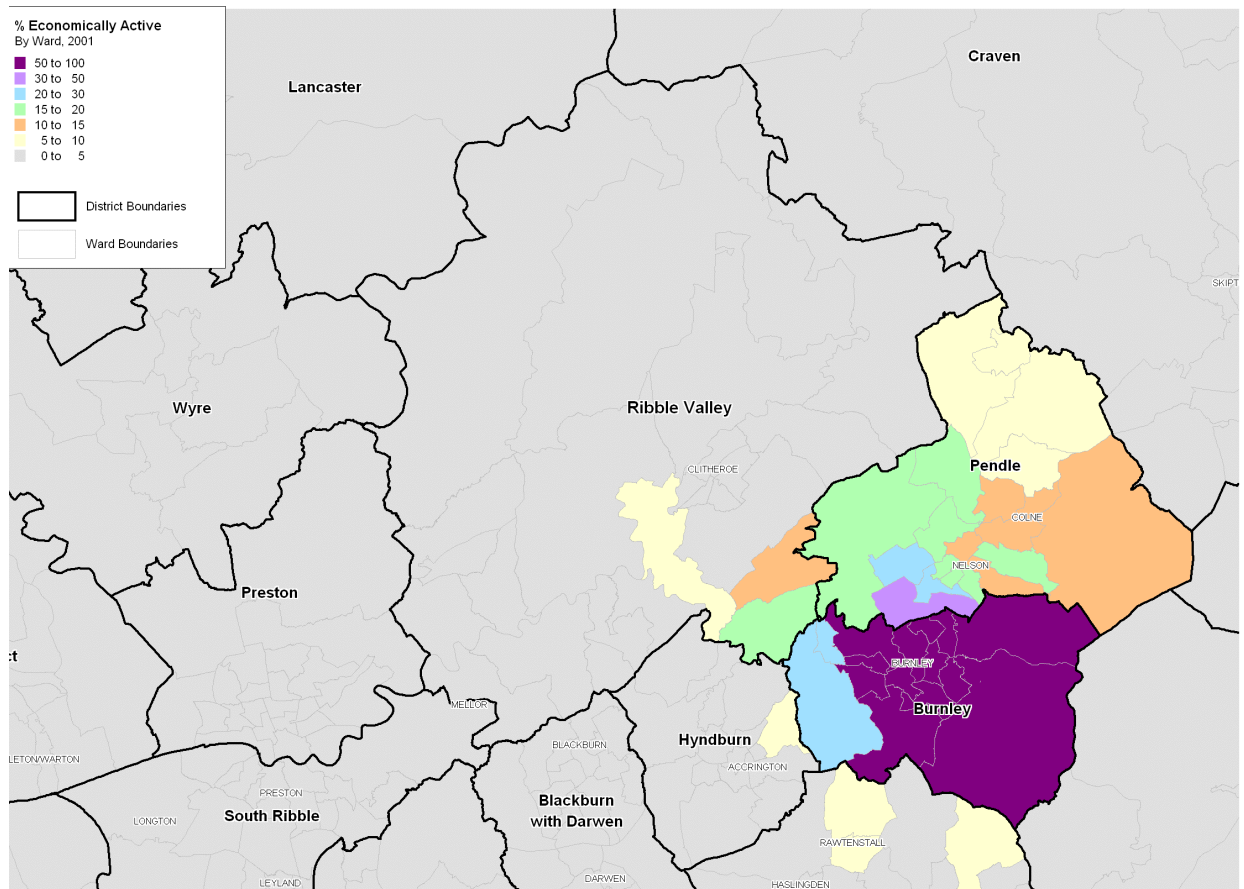 % Economically Active
By Ward, 2001
50 to 100
30 to 50
20 to 30
15 to 20
10 to 15
5 to 10
0 to 5
District Boundaries
Ward Boundaries
Lancaster
Craven
SKIPT
Wyre
Ribble Valley
CLITHEROE
Pendle
COLNE
NELSON
Preston
ct
BURNLEY
Burnley
MELLOR
Hyndburn
BLACKBURN
LETON/WARTON
ACCRINGTON
PRESTON
Blackburn
with Darwen
South Ribble
LONGTON
RAWTENSTALL
DARWEN
LEYLAND
HASLINGDEN